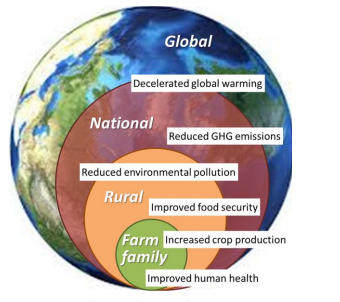 Global
Decelerated global warming
National
Reduced GHG emissions
Reduced environmental pollution
Rural
Improved food security
Farm
family
Increased crop production
Improved human health